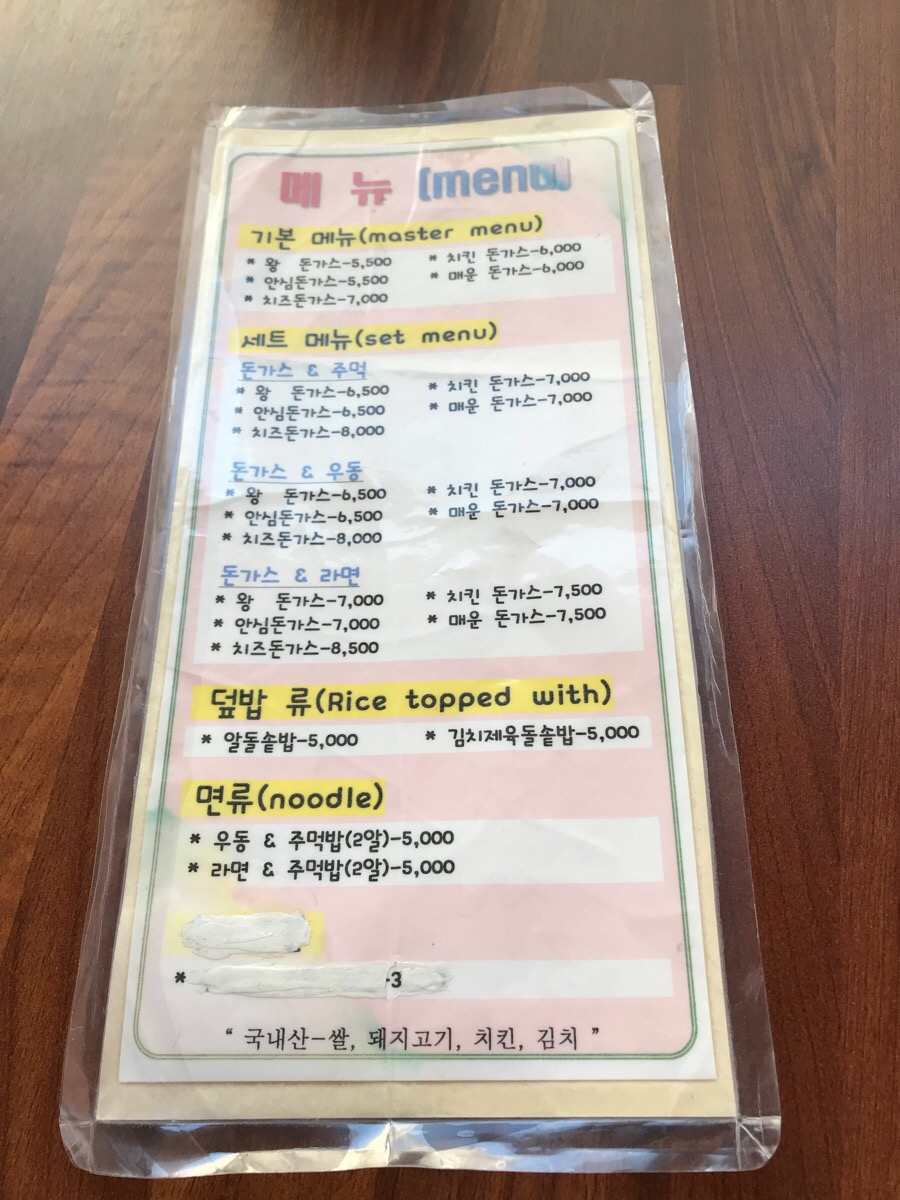 메 뉴 (menu)
기본 메뉴(master menu)
* 왕 돈가스-5,500 * 치킨 돈가스-6,000
* 안심돈가스-5,500 * 매운 돈가스-6,000
* 치즈돈가스-7,000
세트 메뉴(set menu)
돈가스 & 주먹
* 왕 돈가스-6,500 * 치킨 돈가스-7,000
* 안심돈가스-6,500 * 매운 돈가스-7,000
* 치즈돈가스-8,000
돈가스 & 우동
* 왕 돈가스-6,500 * 치킨 돈가스-7,000
* 안심돈가스-6,500 * 매운 돈가스-7,000
* 치즈돈가스-8,000
돈가스 & 라면
* 왕 돈가스-7,000 * 치킨 돈가스-7,500
* 안심돈가스-7,000 * 매운 돈가스-7,500
* 치즈돈가스-8,500
덮밥 류(Rice topped with)
* 알돌솥밥-5,000 * 김치제육돌솥밥-5,000
면류(noodle)
* 우동 & 주먹밥(2알)-5,000
* 라면 & 주먹밥(2알)-5,000
* -3
“ 국내산-쌀, 돼지고기, 치킨, 김치 ”